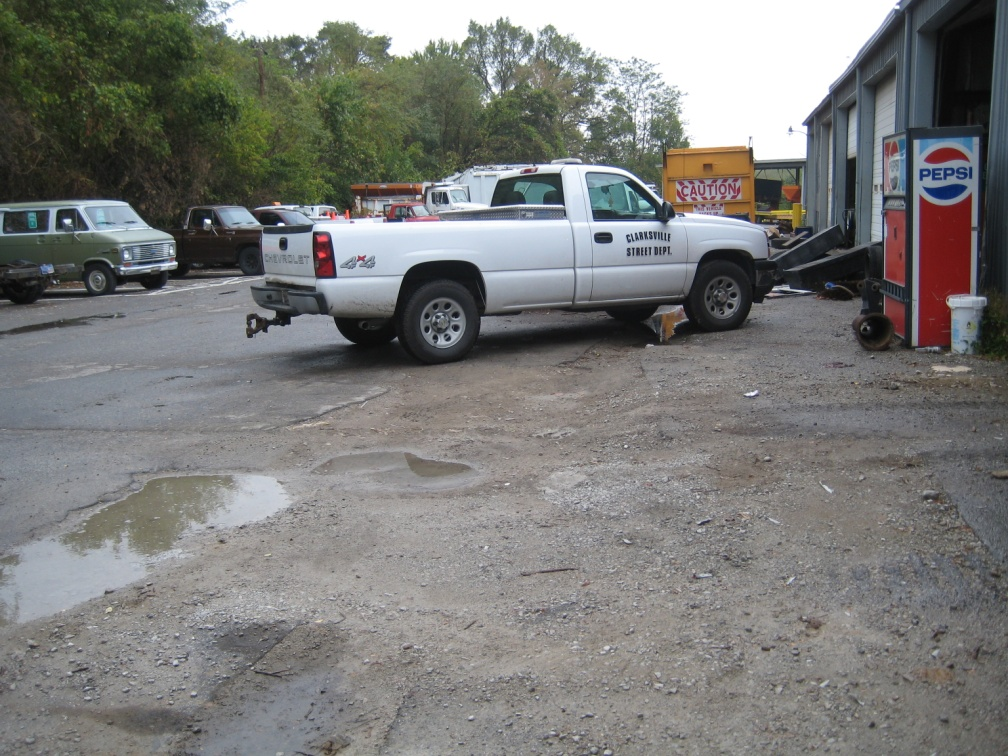 CHEVROLET
4x4
CLARKSVILLE
STREET DEPT.
CAUTION
PEPSI